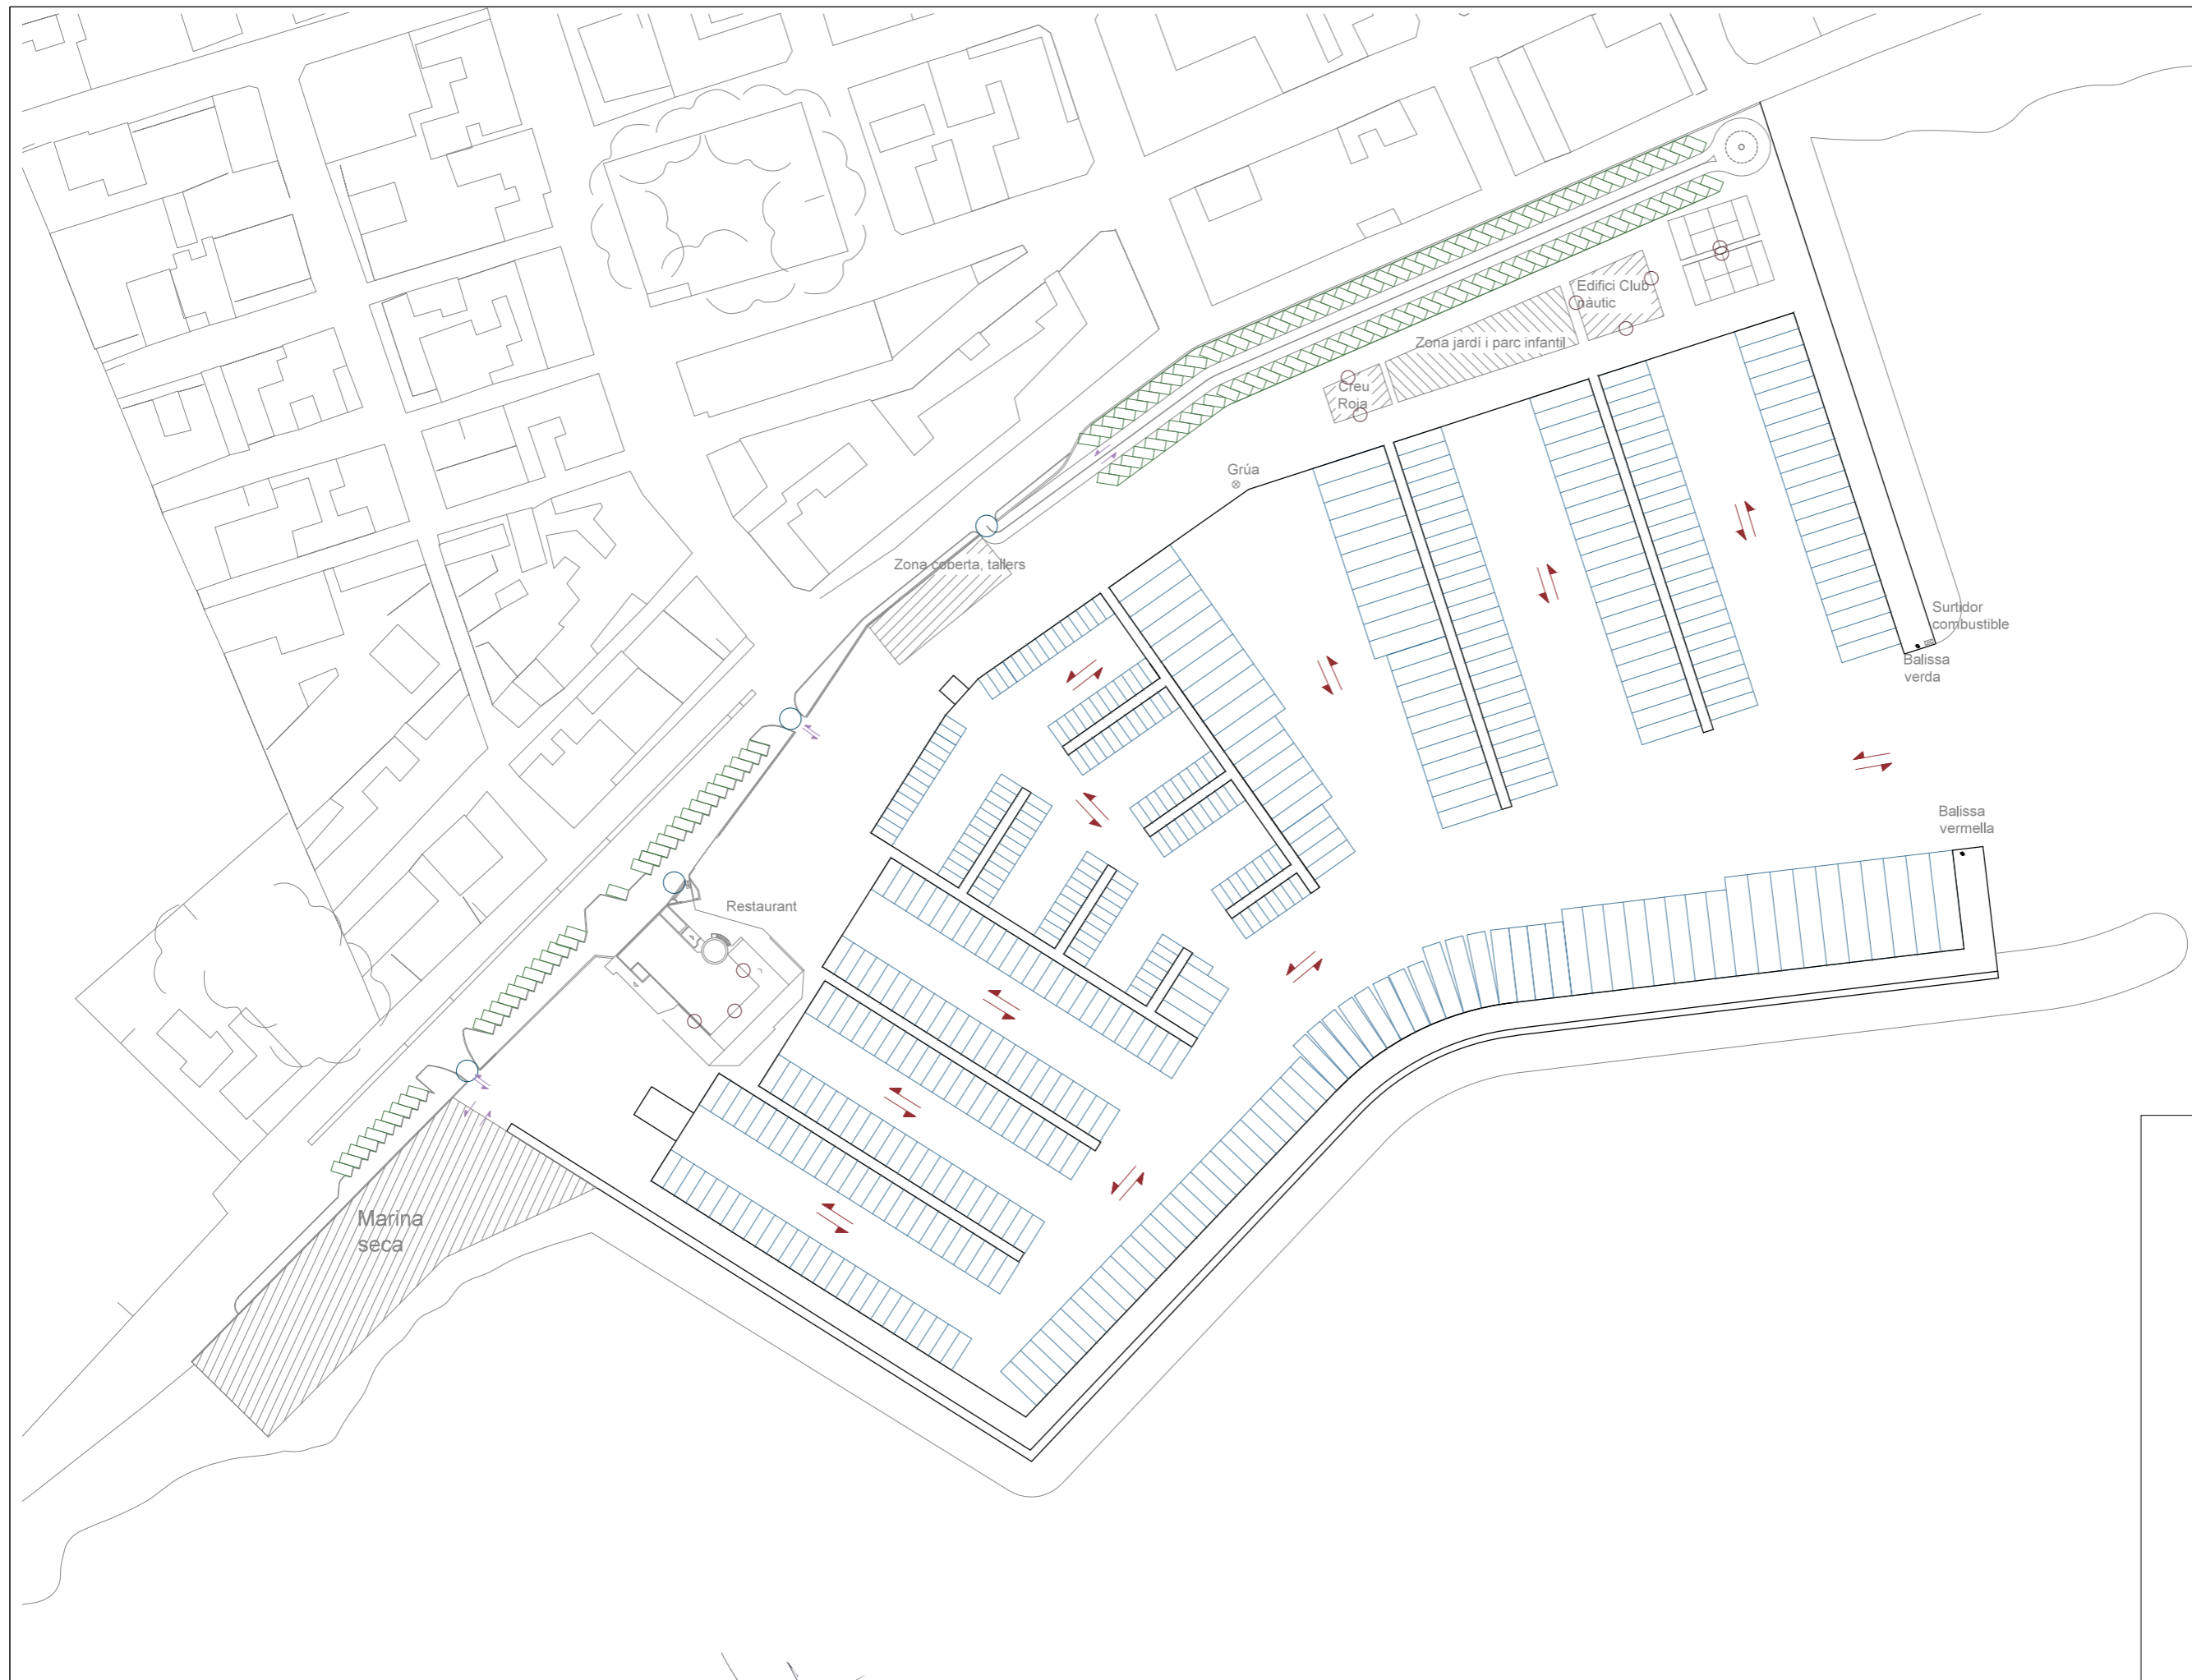 Edifici Club
nàutic
Zona jardí i parc infantil
Creu
Roja
Grúa
Zona coberta, tallers
Surtidor
combustible
Balissa
verda
Balissa
vermella
Restaurant
Marina
seca